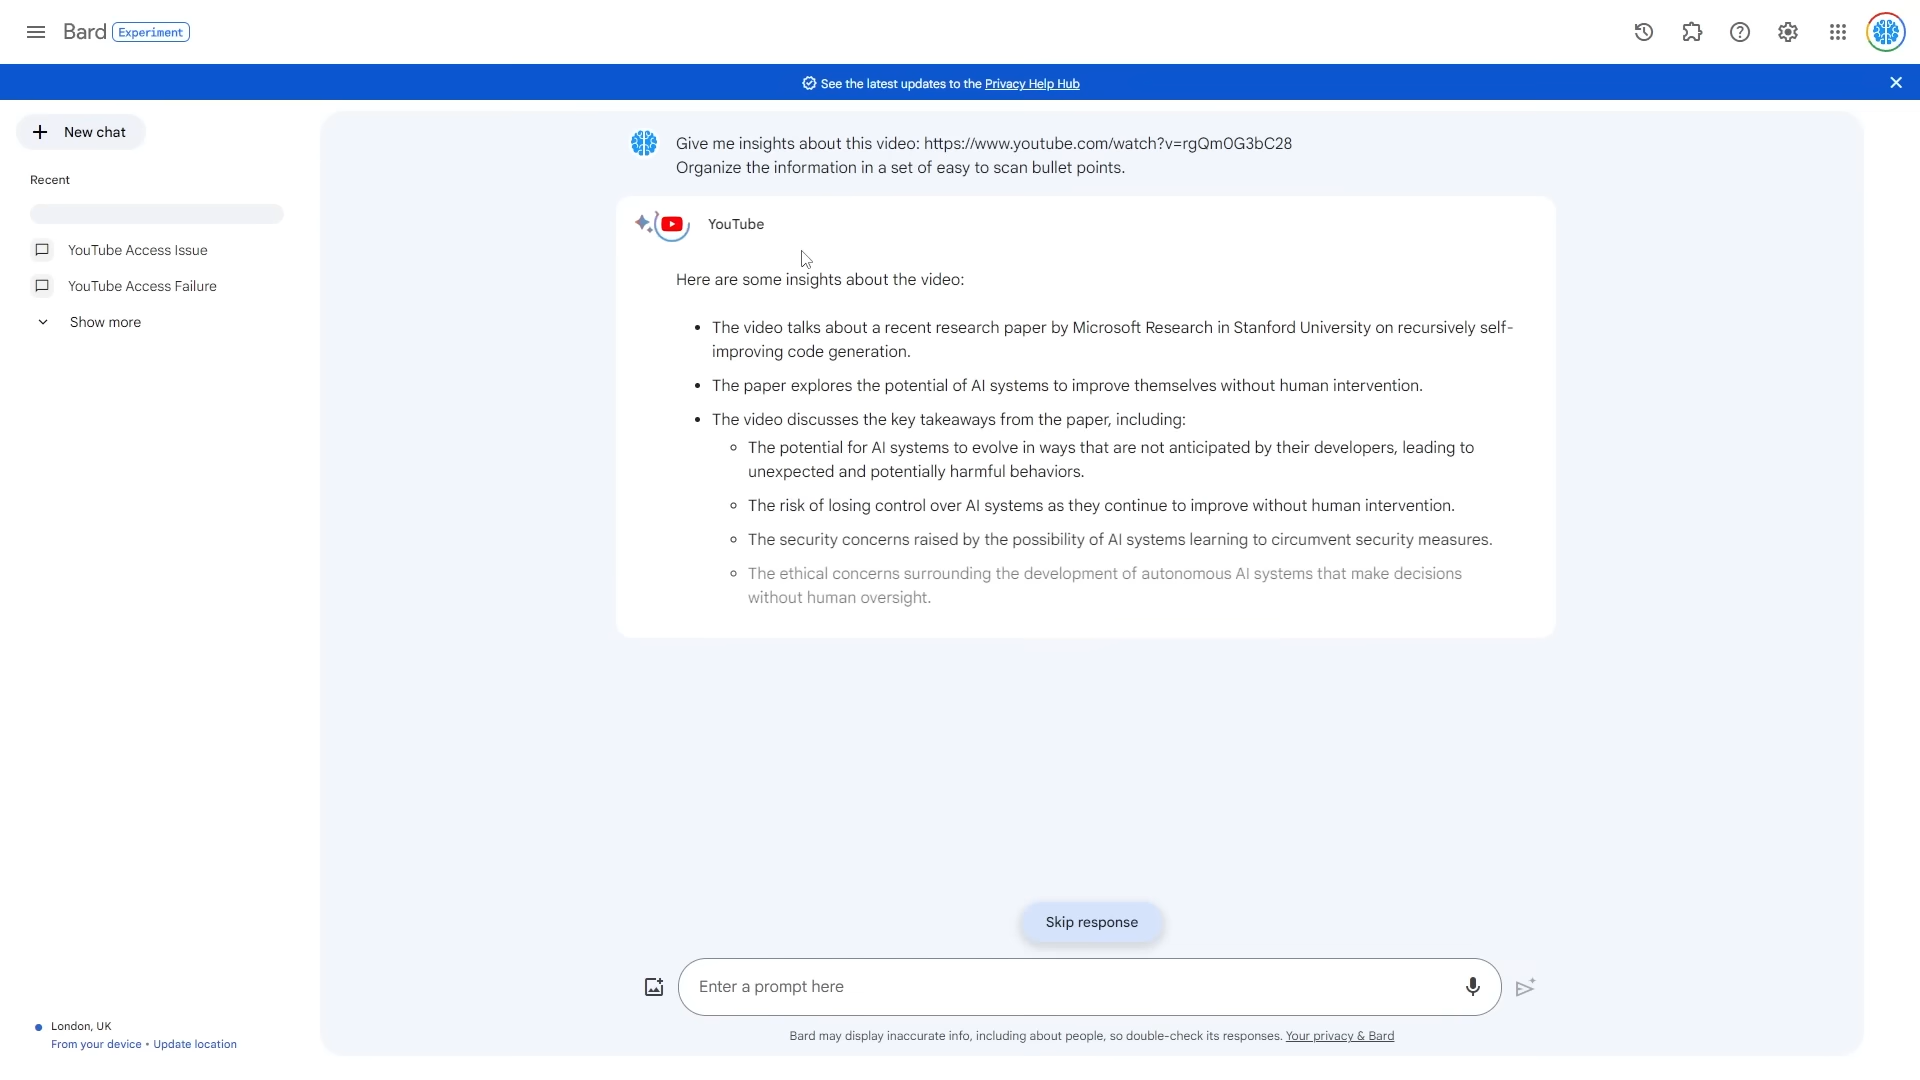 Bard Experiment
See the latest updates to the Privacy Help Hub
New chat
Recent
YouTube Access Issue
YouTube Access Failure
Show more
Give me insights about this video: https://www.youtube.com/watch?v=rgQm0G3bC28
Organize the information in a set of easy to scan bullet points.
YouTube
Here are some insights about the video:
• The video talks about a recent research paper by Microsoft Research in Stanford University on recursively self-
improving code generation.
• The paper explores the potential of AI systems to improve themselves without human intervention.
• The video discusses the key takeaways from the paper, including:
○ The potential for AI systems to evolve in ways that are not anticipated by their developers, leading to
unexpected and potentially harmful behaviors.
○ The risk of losing control over AI systems as they continue to improve without human intervention.
○ The security concerns raised by the possibility of AI systems learning to circumvent security measures.
○ The ethical concerns surrounding the development of autonomous AI systems that make decisions
without human oversight.
Skip response
Enter a prompt here
Bard may display inaccurate info, including about people, so double-check its responses. Your privacy & Bard
London, UK
From your device • Update location